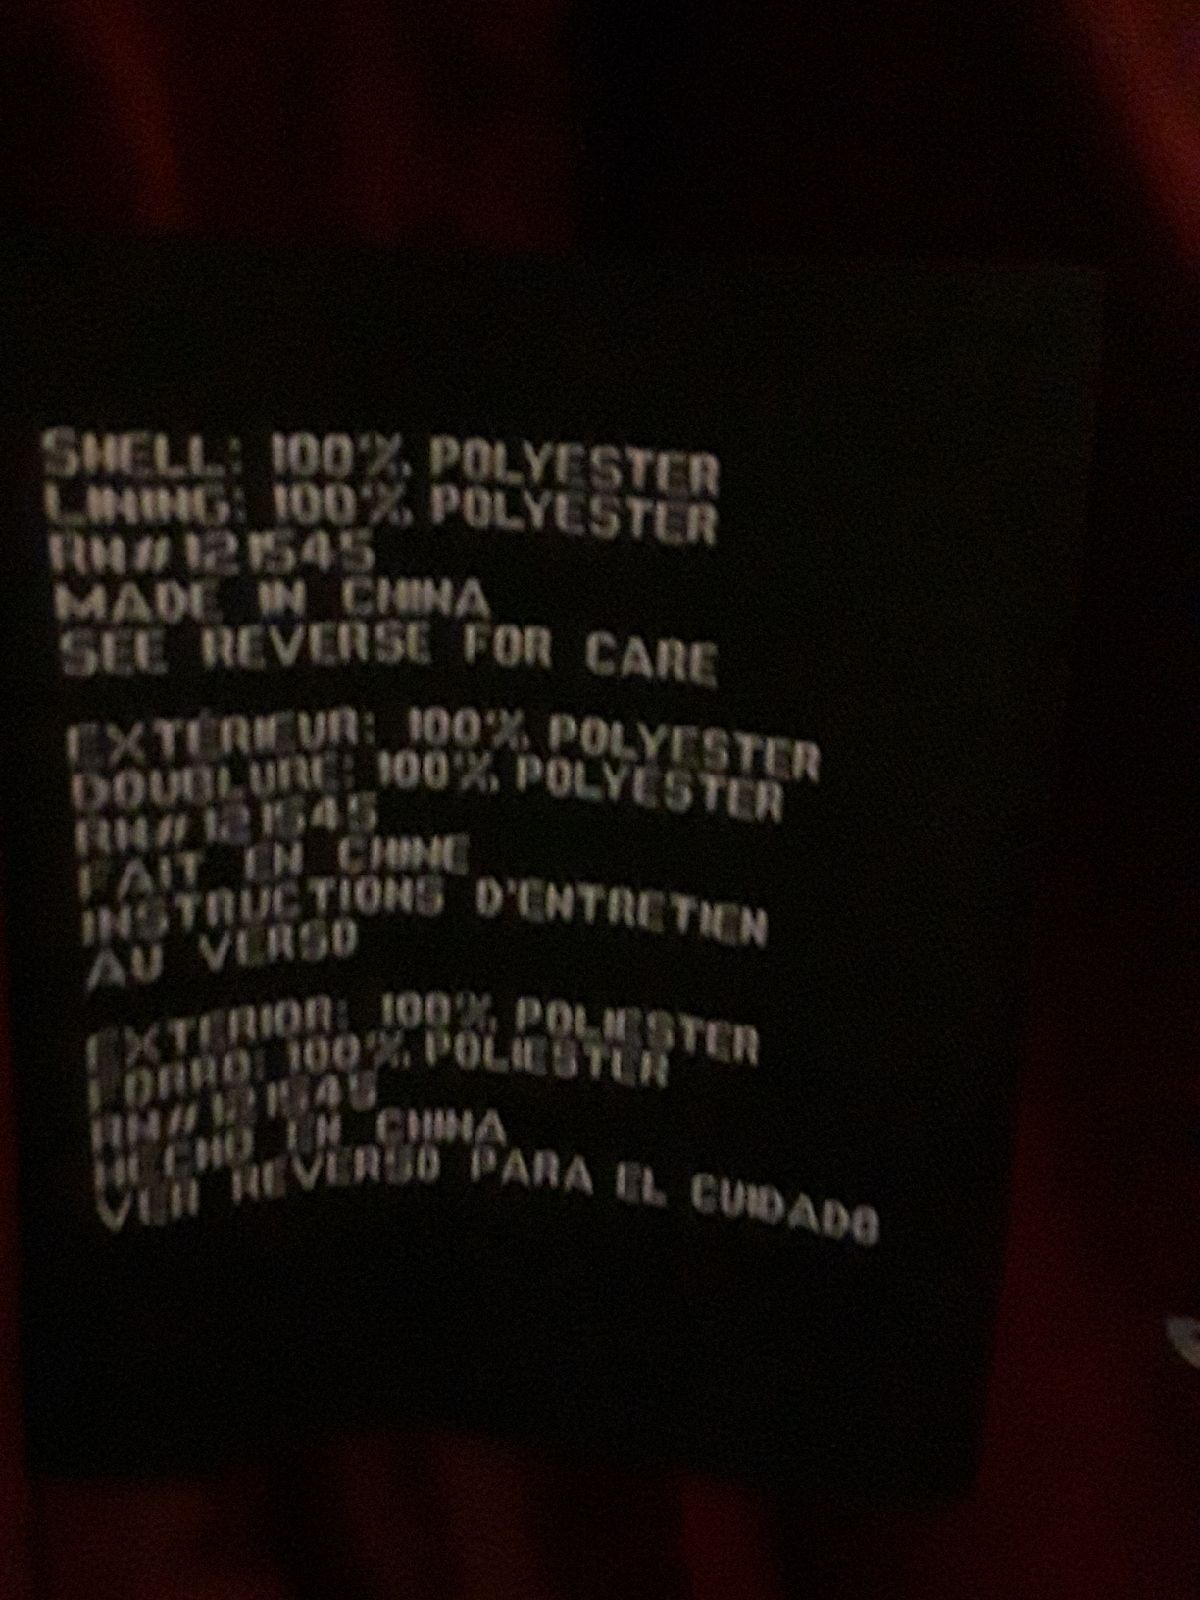 SHELL: 100% POLYESTER
LINING: 100% POLYESTER
RN# 121545
MADE IN CHINA
SEE REVERSE FOR CARE
EXTÉRIEUR: 100% POLYESTER
DOUBLURE: 100% POLYESTER
RN# 121545
FAIT EN CHINE
INSTRUCTIONS D'ENTRETIEN
AU VERSO
EXTERIOR: 100% POLIESTER
FORRO: 100% POLIESTER
RN# 121545
HECHO EN CHINA
VER REVERSO PARA EL CUIDADO